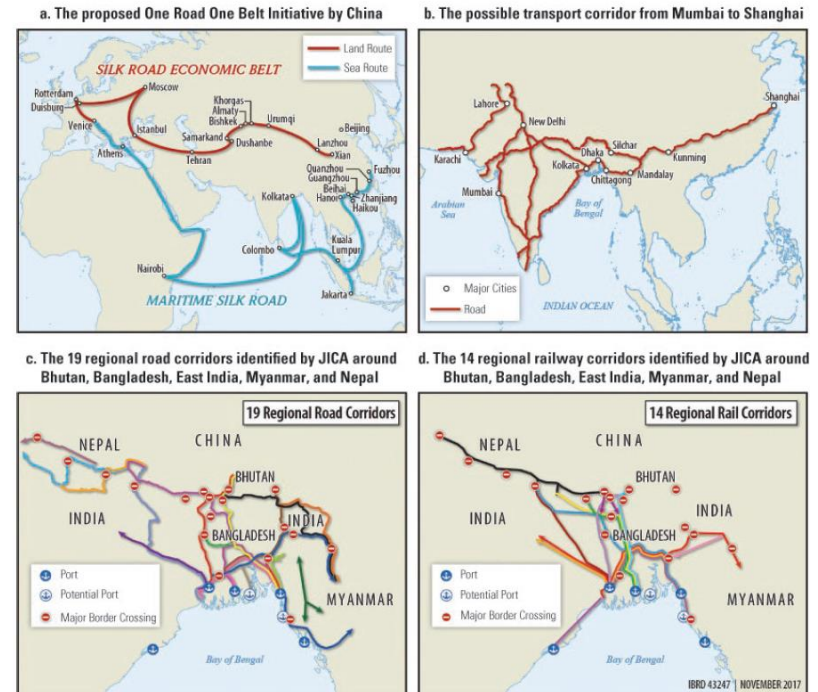 a. The proposed One Road One Belt Initiative by China
Land Route
Sea Route
SILK ROAD ECONOMIC BELT
Moscow
Rotterdam
Duisburg
Venice
Istanbul
Athens
Khorgas
Almaty
Bishkek
Urumqi
Samarkand
Dushanbe
Tehran
Beijing
Lanzhou
Xian
Quanzhou
Fuzhou
Guangzhou
Beihai
Zhanjiang
Hanoi
Haikou
Kolkata
Colombo
Kuala
Lumpur
Nairobi
Jakarta
MARITIME SILK ROAD
b. The possible transport corridor from Mumbai to Shanghai
Lahore
New Delhi
Shanghai
Karachi
Dhaka
Silchar
Kolkata
Kunming
Chittagong
Mandalay
Mumbai
Arabian
Sea
Bay of
Bengal
Major Cities
Road
INDIAN OCEAN
c. The 19 regional road corridors identified by JICA around
Bhutan, Bangladesh, East India, Myanmar, and Nepal
19 Regional Road Corridors
NEPAL
CHINA
BHUTAN
INDIA
INDIA
BANGLADESH
Port
Potential Port
Major Border Crossing
MYANMAR
Bay of Bengal
d. The 14 regional railway corridors identified by JICA around
Bhutan, Bangladesh, East India, Myanmar, and Nepal
14 Regional Rail Corridors
NEPAL
CHINA
BHUTAN
INDIA
INDIA
BANGLADESH
Port
Potential Port
Major Border Crossing
MYANMAR
Bay of Bengal
IBRD 43247 | NOVEMBER 2017